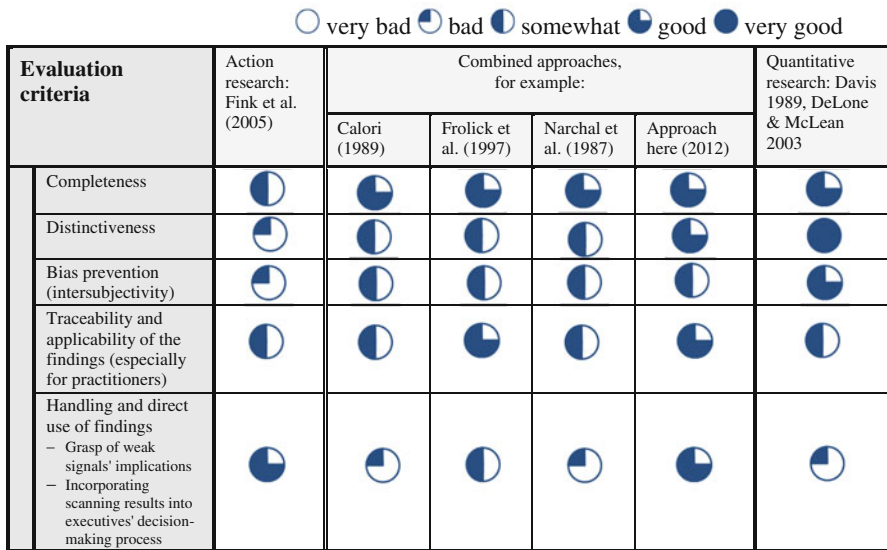 very bad bad somewhat good very good
Evaluation
criteria
Action
research:
Fink et al.
(2005)
Combined approaches,
for example:
Quantitative
research: Davis
1989, DeLone
& McLean
2003
Calori
(1989)
Frolick et
al. (1997)
Narchal et
al. (1987)
Approach
here (2012)
Completeness
Distinctiveness
Bias prevention
(intersubjectivity)
Traceability and
applicability of the
findings (especially
for practitioners)
Handling and direct
use of findings
– Grasp of weak
signals' implications
– Incorporating
scanning results into
executives' decision-
making process